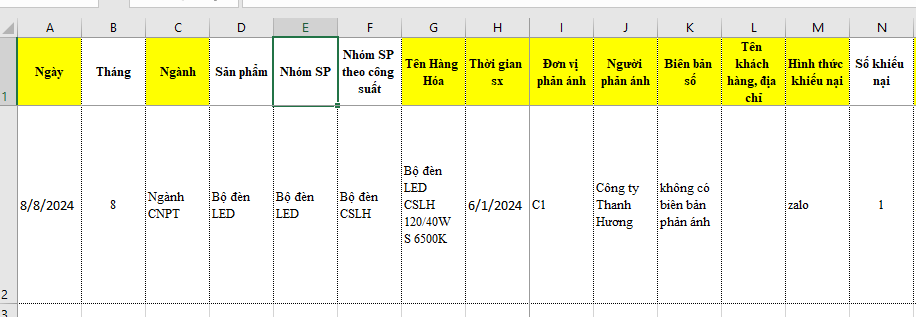 A B C D E F G H I J K L M N
1
Ngày
Tháng
Ngành
Sản phẩm
Nhóm SP
Nhóm SP
theo công
suất
Tên Hàng
Hóa
Thời gian
sx
Đơn vị
phản ánh
Người
phản ánh
Biên bản
số
Tên
khách
hàng, địa
chỉ
Hình thức
khiếu nại
Số khiếu
nại
2
8/8/2024
8
Ngành
CNPT
Bộ đèn
LED
Bộ đèn
LED
Bộ đèn
CSLH
Bộ đèn
LED
CSLH
120/40W
S 6500K
6/1/2024
C1
Công ty
Thanh
Hương
không có
biên bản
phản ánh
zalo
1
3